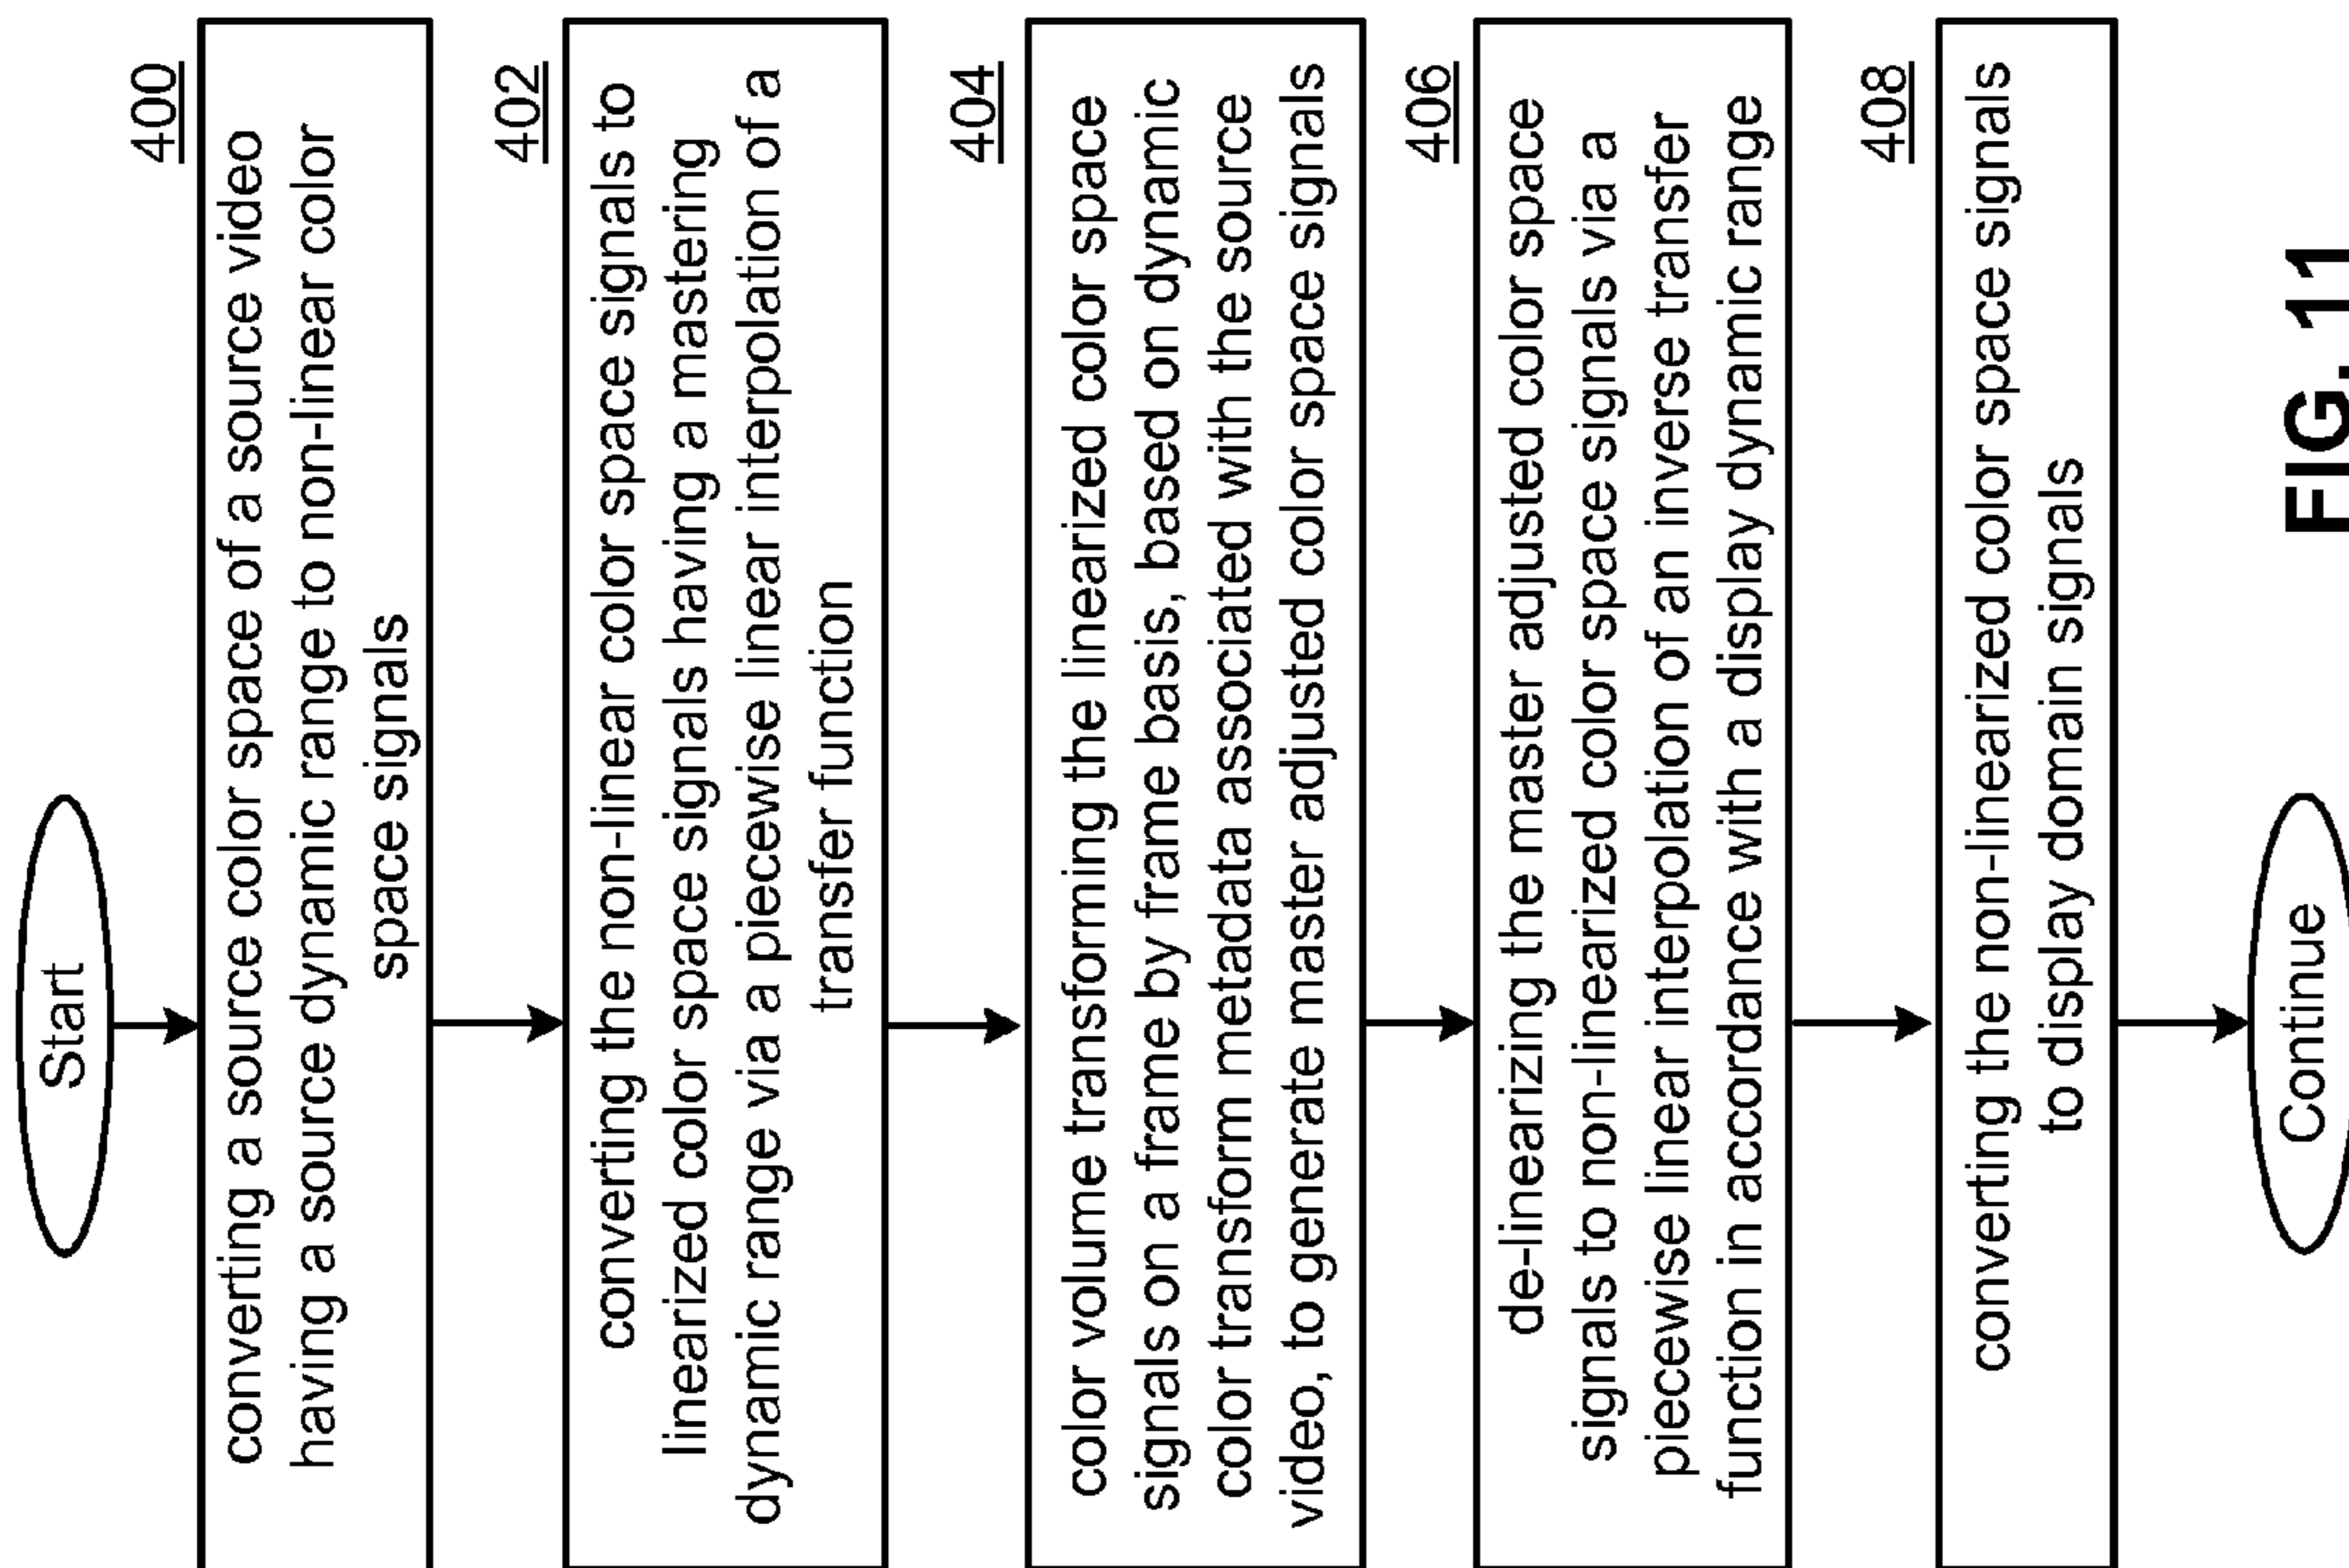 Start
400
converting a source color space of a source video
having a source dynamic range to non-linear color
space signals
402
converting the non-linear color space signals to
linearized color space signals having a mastering
dynamic range via a piecewise linear interpolation of a
transfer function
404
color volume transforming the linearized color space
signals on a frame by frame basis, based on dynamic
color transform metadata associated with the source
video, to generate master adjusted color space signals
406
de-linearizing the master adjusted color space
signals to non-linearized color space signals via a
piecewise linear interpolation of an inverse transfer
function in accordance with a display dynamic range
408
converting the non-linearized color space signals
to display domain signals
Continue
FIG. 11